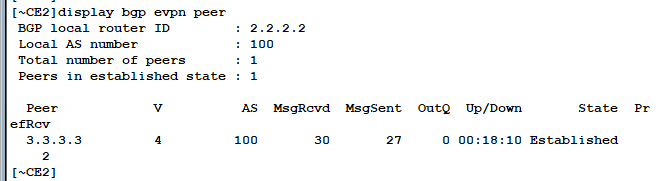 [~CE2]display bgp evpn peer
 BGP local router ID        : 2.2.2.2
 Local AS number            : 100
 Total number of peers      : 1
 Peers in established state : 1

  Peer            V          AS  MsgRcvd  MsgSent  OutQ  Up/Down       State  Pr
efRcv
  3.3.3.3         4         100       30       27     0 00:18:10 Established
    2
[~CE2]